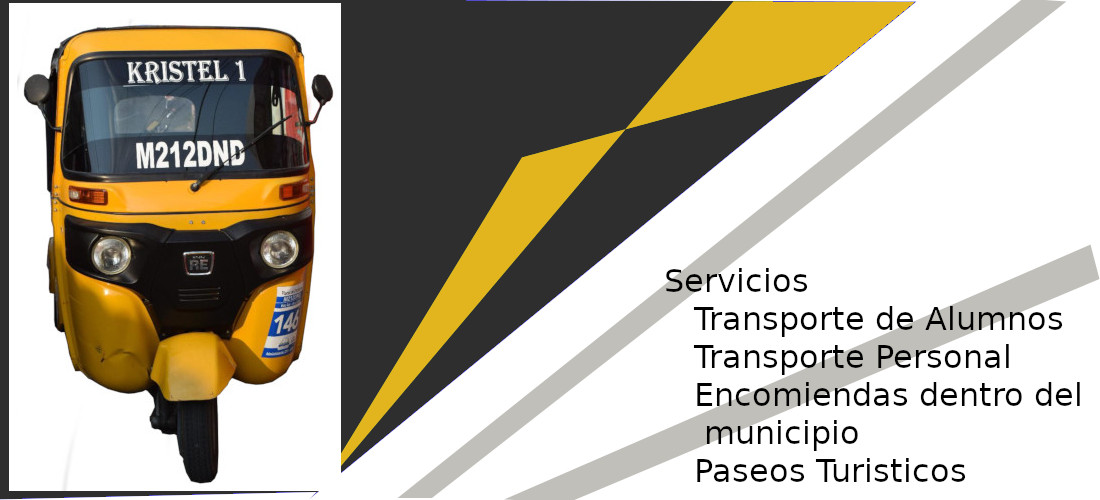 KRISTEL 1
M212DND
RE
146
Servicios
Transporte de Alumnos
Transporte Personal
Encomiendas dentro del
municipio
Paseos Turisticos